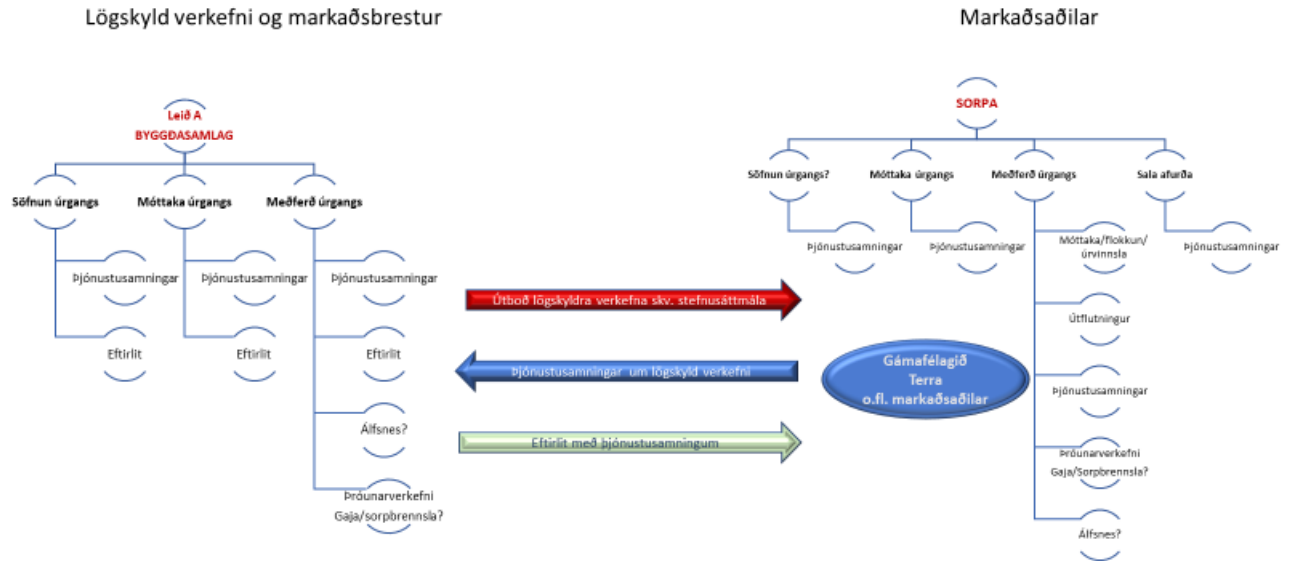 Lögskyld verkefni og markaðsbrestur
Markaðsaðilar
Leið A
BYGGÐASAMLAG
Söfnun úrgangs
Móttaka úrgangs
Meðferð úrgangs
Þjónustusamningar
Þjónustusamningar
Þjónustusamningar
Eftirlit
Eftirlit
Eftirlit
Álfsnes?
Þróunarverkefni
Gaja/sorpbrennsla?
Útboð lögskyldra verkefna skv. stefnusáttmála
Þjónustusamningar um lögskyld verkefni
Eftirlit með þjónustusamningum
SORPA
Söfnun úrgangs?
Móttaka úrgangs
Meðferð úrgangs
Sala afurða
Þjónustusamningar
Þjónustusamningar
Móttaka/flokkun/
úrvinnsla
Þjónustusamningar
Útflutningur
Gámafélagið
Terra
o.fl. markaðsaðilar
Þjónustusamningar
Þróunarverkefni
Gaja/Sorpbrennsla?
Álfsnes?